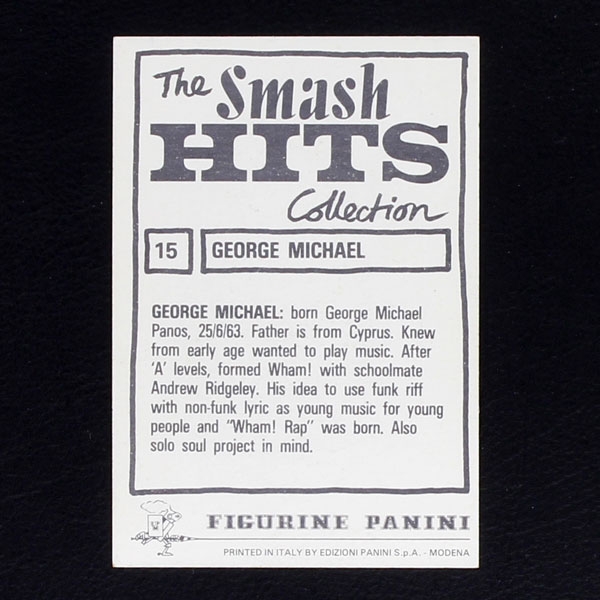 The Smash
HITS
Collection
15 GEORGE MICHAEL
GEORGE MICHAEL: born George Michael
Panos, 25/6/63. Father is from Cyprus. Knew
from early age wanted to play music. After
'A' levels, formed Wham! with schoolmate
Andrew Ridgeley. His idea to use funk riff
with non-funk lyric as young music for young
people and "Wham! Rap" was born. Also
solo soul project in mind.
FIGURINE PANINI
PRINTED IN ITALY BY EDIZIONI PANINI S.p.A. - MODENA